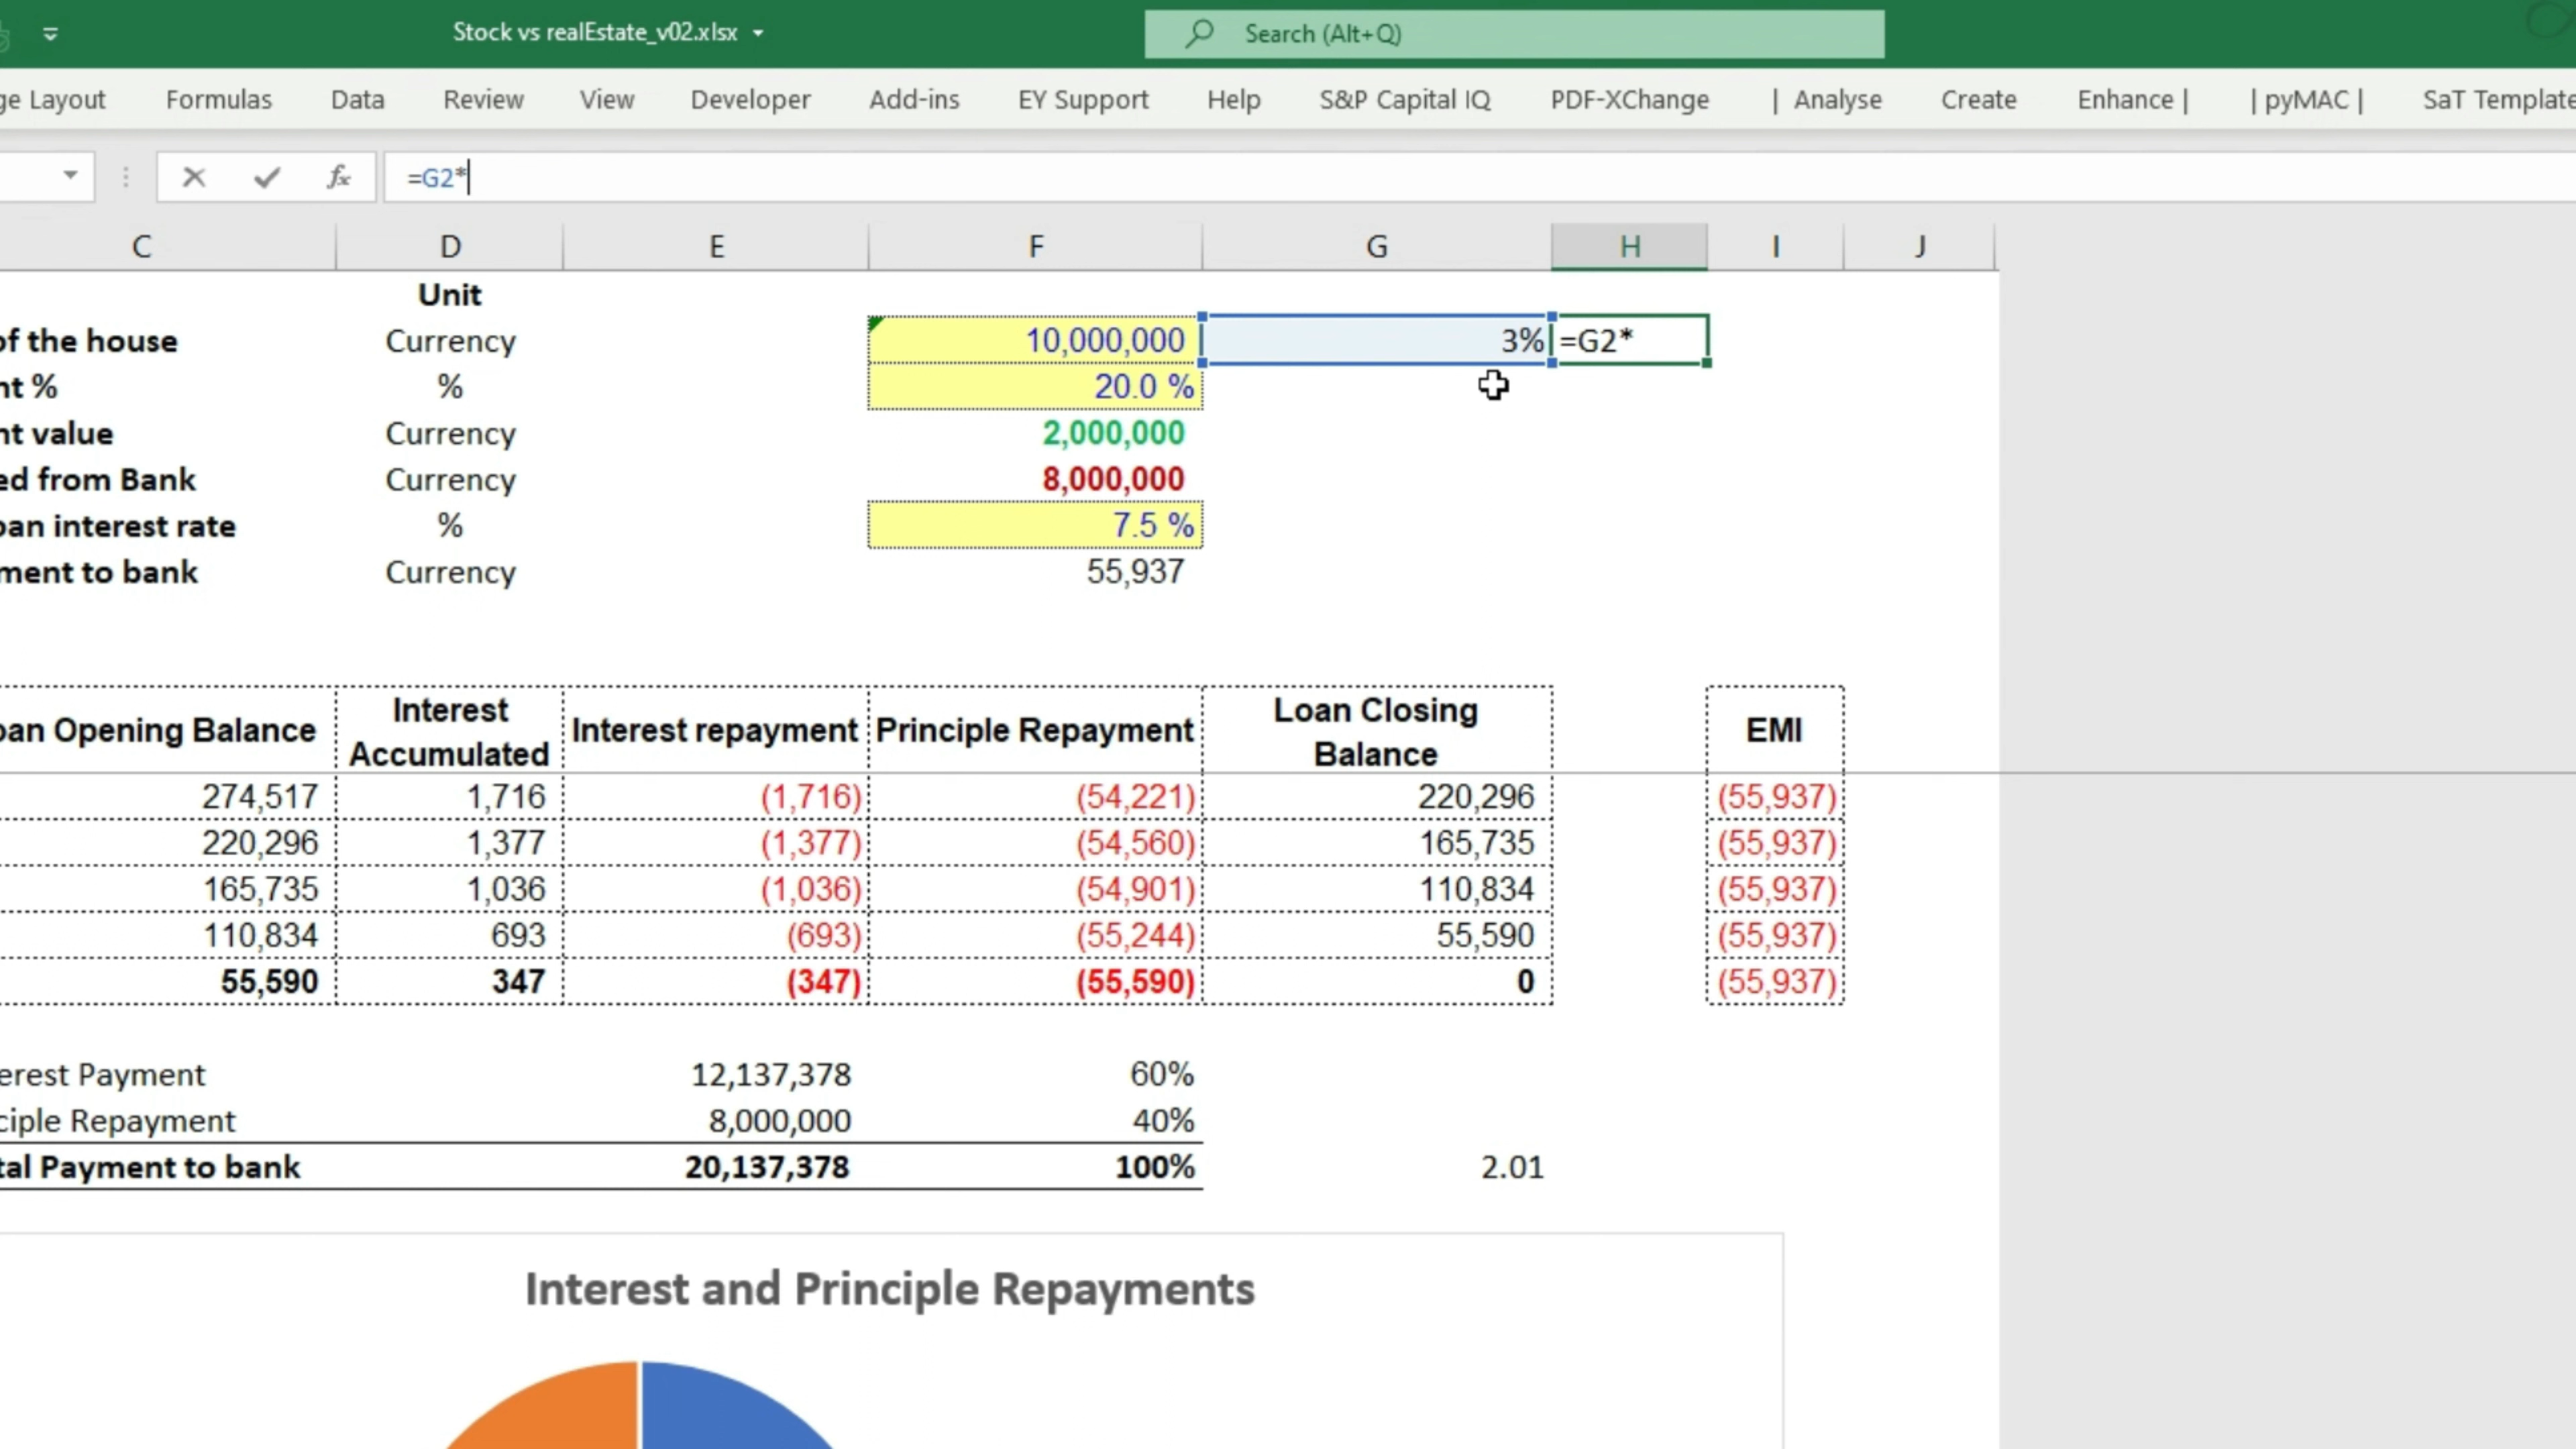 Stock vs realEstate_v02.xlsx
Search (Alt+Q)
ge Layout Formulas Data Review View Developer Add-ins EY Support Help S&P Capital IQ PDF-XChange | Analyse Create Enhance | | pyMAC | SaT Template
fx =G2*
C D E F G H I J
Unit
of the house Currency 10,000,000 3% =G2*
nt % % 20.0 %
nt value Currency 2,000,000
ed from Bank Currency 8,000,000
oan interest rate % 7.5 %
ment to bank Currency 55,937
oan Opening Balance Interest Accumulated Interest repayment Principle Repayment Loan Closing Balance EMI
274,517 1,716 (1,716) (54,221) 220,296 (55,937)
220,296 1,377 (1,377) (54,560) 165,735 (55,937)
165,735 1,036 (1,036) (54,901) 110,834 (55,937)
110,834 693 (693) (55,244) 55,590 (55,937)
55,590 347 (347) (55,590) 0 (55,937)
erest Payment 12,137,378 60%
ciple Repayment 8,000,000 40%
tal Payment to bank 20,137,378 100% 2.01
Interest and Principle Repayments